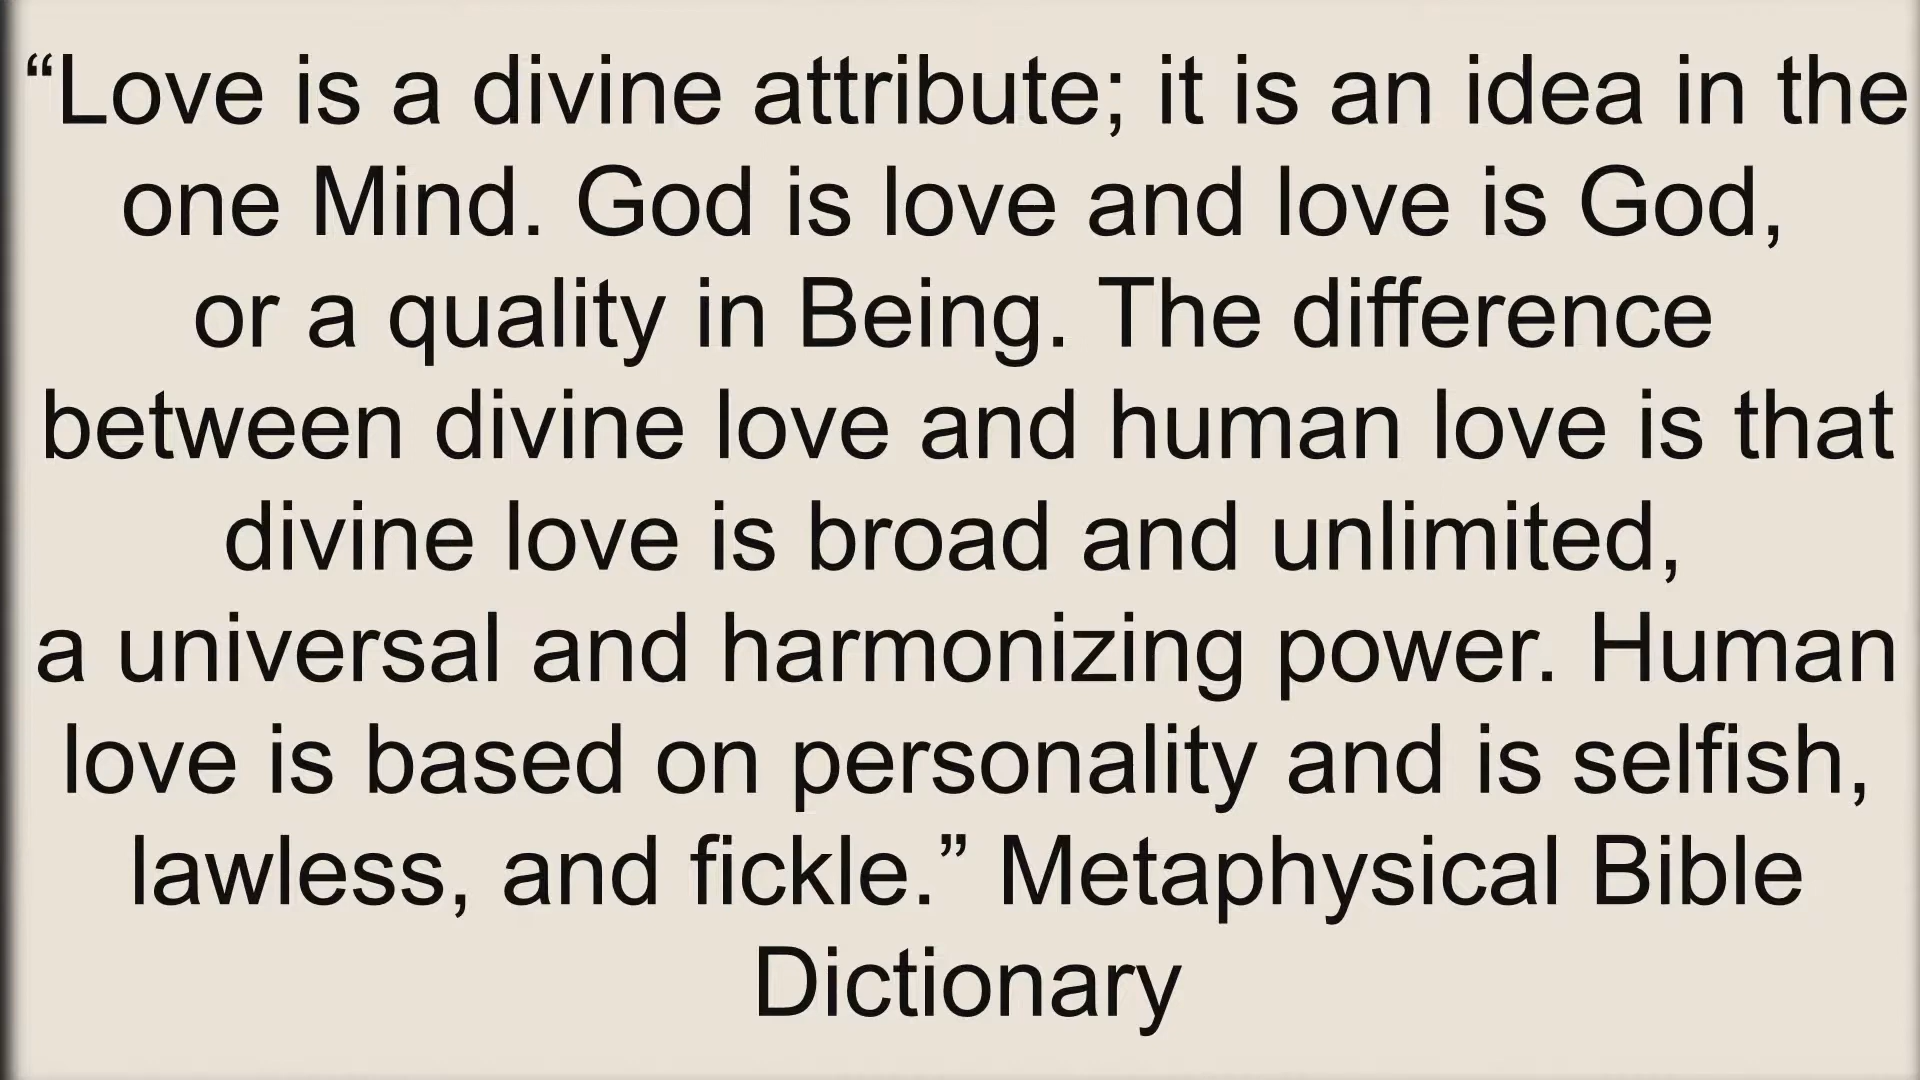 “Love is a divine attribute; it is an idea in the
one Mind. God is love and love is God,
or a quality in Being. The difference
between divine love and human love is that
divine love is broad and unlimited,
a universal and harmonizing power. Human
love is based on personality and is selfish,
lawless, and fickle.” Metaphysical Bible
Dictionary